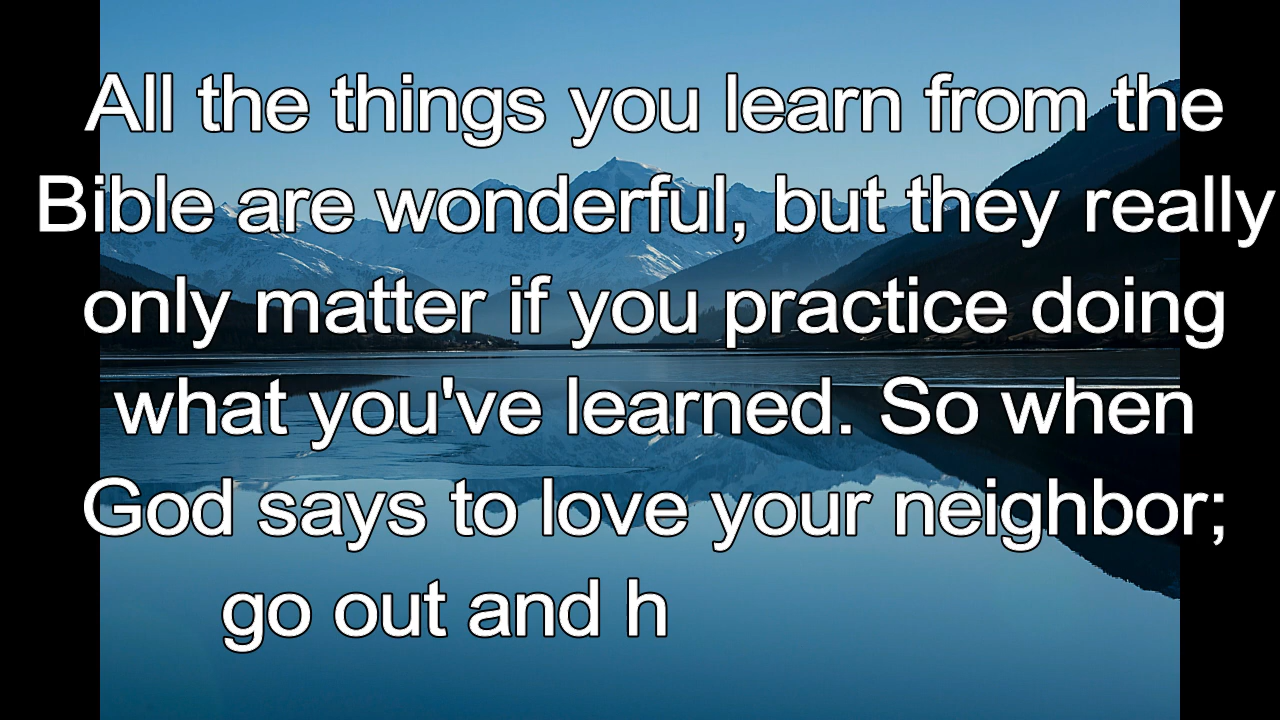 All the things you learn from the
Bible are wonderful, but they really
only matter if you practice doing
what you've learned. So when
God says to love your neighbor;
go out and h